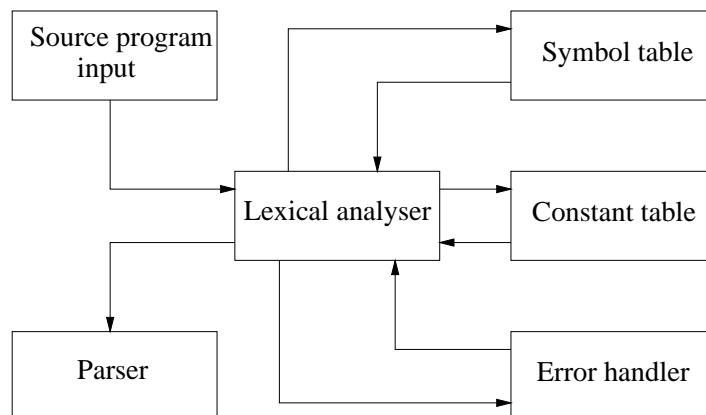 Source program
input
Symbol table
Lexical analyser
Constant table
Parser
Error handler